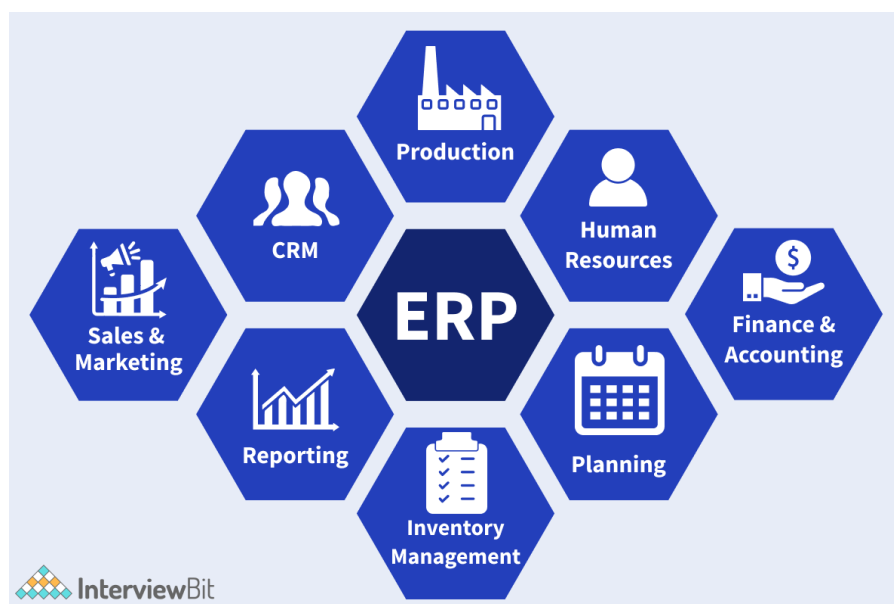 Production
CRM
Human
Resources
Sales &
Marketing
ERP
Finance &
Accounting
Reporting
Planning
Inventory
Management
InterviewBit
$